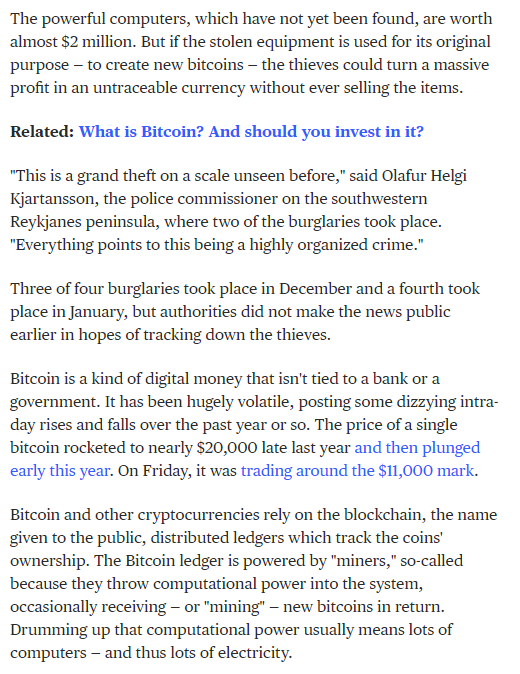 The powerful computers, which have not yet been found, are worth
almost $2 million. But if the stolen equipment is used for its original
purpose — to create new bitcoins — the thieves could turn a massive
profit in an untraceable currency without ever selling the items.
Related: What is Bitcoin? And should you invest in it?
"This is a grand theft on a scale unseen before," said Olafur Helgi
Kjartansson, the police commissioner on the southwestern
Reykjanes peninsula, where two of the burglaries took place.
"Everything points to this being a highly organized crime."
Three of four burglaries took place in December and a fourth took
place in January, but authorities did not make the news public
earlier in hopes of tracking down the thieves.
Bitcoin is a kind of digital money that isn't tied to a bank or a
government. It has been hugely volatile, posting some dizzying intra-
day rises and falls over the past year or so. The price of a single
bitcoin rocketed to nearly $20,000 late last year and then plunged
early this year. On Friday, it was trading around the $11,000 mark.
Bitcoin and other cryptocurrencies rely on the blockchain, the name
given to the public, distributed ledgers which track the coins'
ownership. The Bitcoin ledger is powered by "miners," so-called
because they throw computational power into the system,
occasionally receiving — or "mining" — new bitcoins in return.
Drumming up that computational power usually means lots of
computers — and thus lots of electricity.